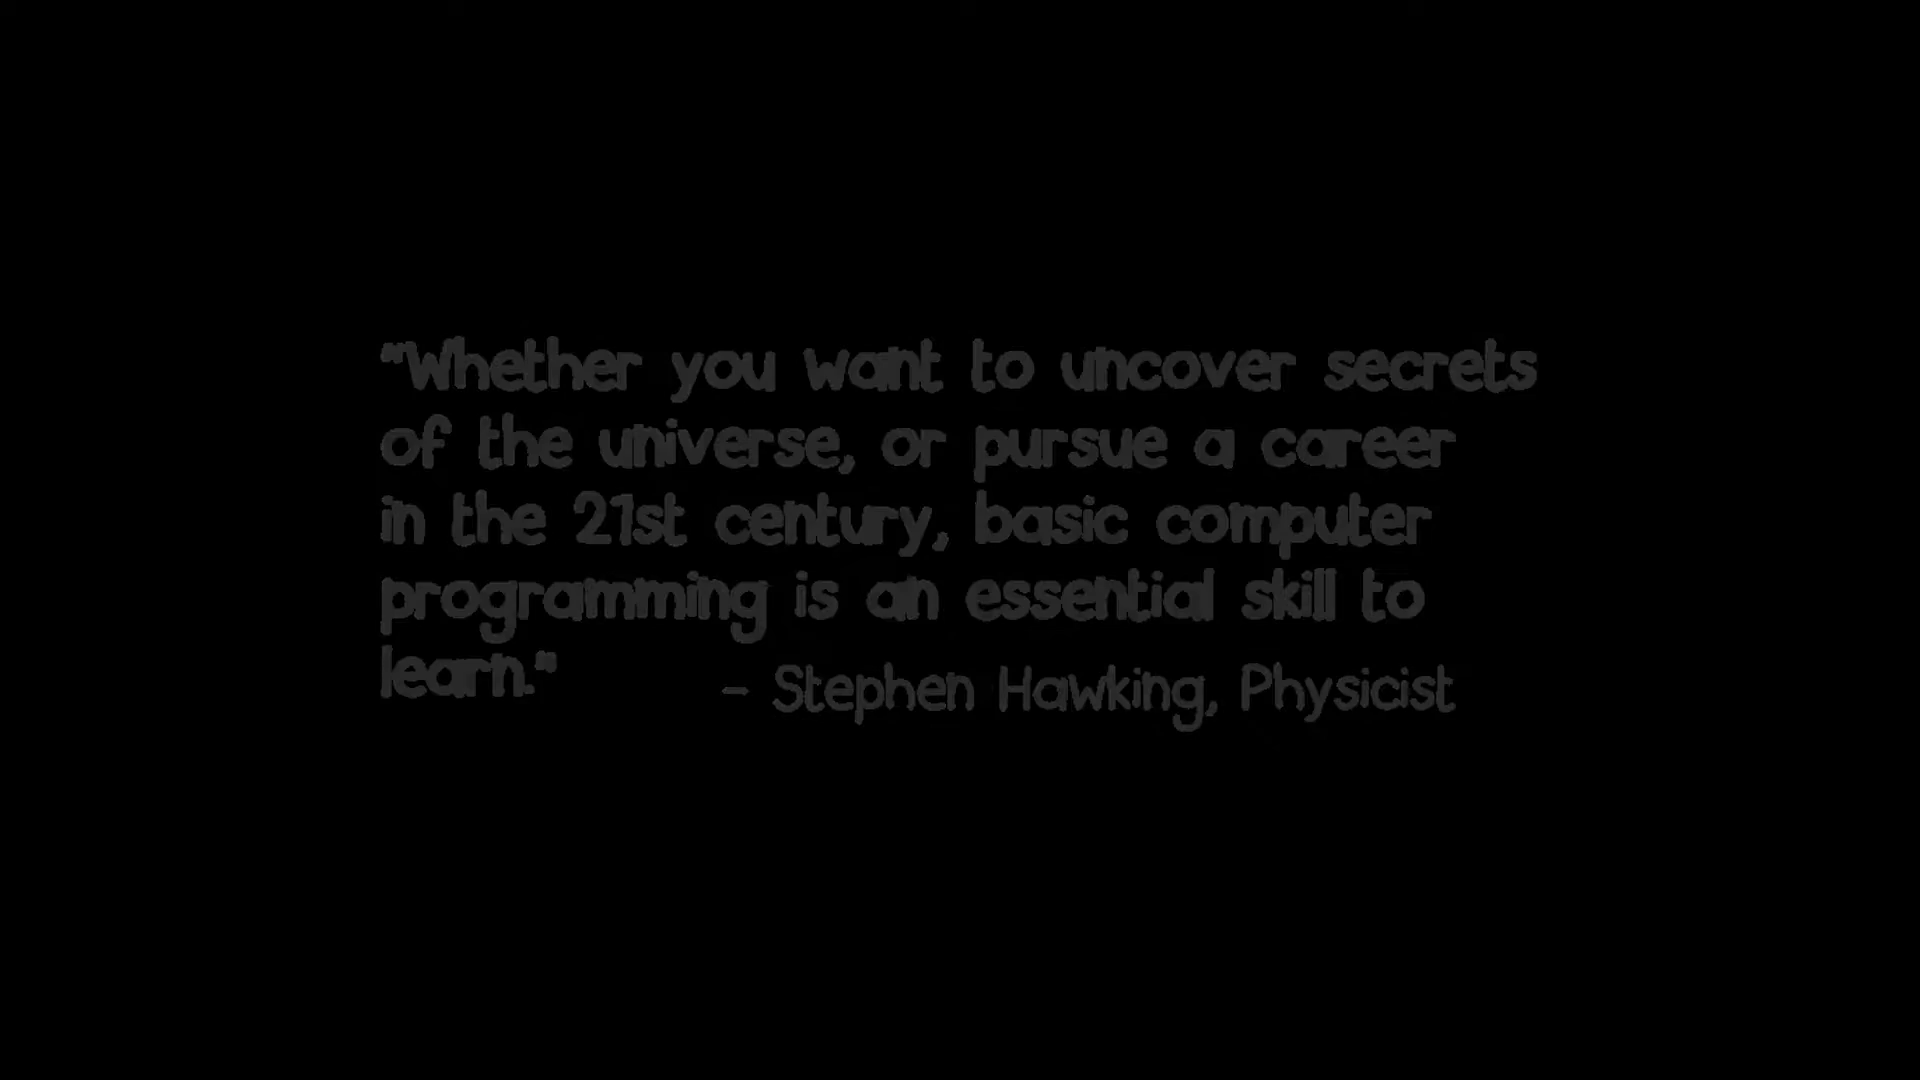 "Whether you want to uncover secrets
of the universe, or pursue a career
in the 21st century, basic computer
programming is an essential skill to
learn."
- Stephen Hawking, Physicist